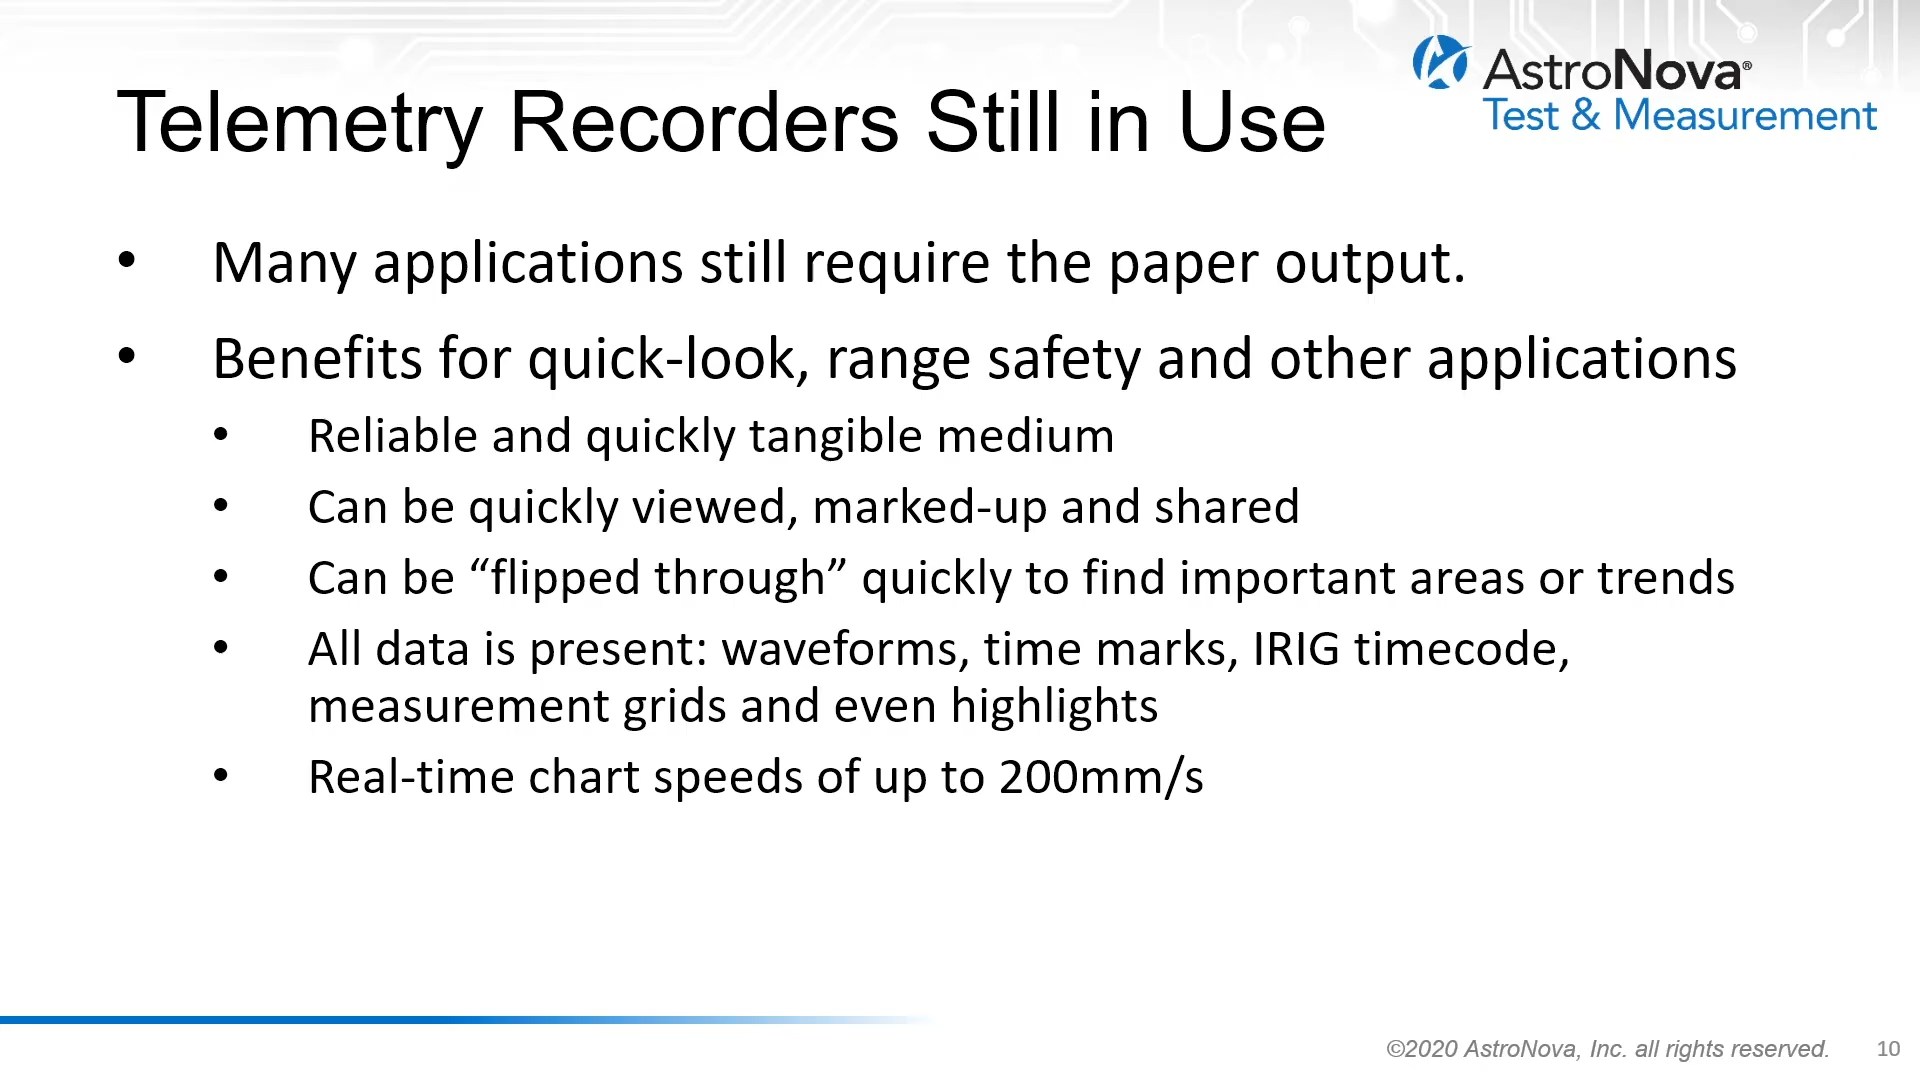 AstroNova®
Test & Measurement
Telemetry Recorders Still in Use
• Many applications still require the paper output.
• Benefits for quick-look, range safety and other applications
• Reliable and quickly tangible medium
• Can be quickly viewed, marked-up and shared
• Can be “flipped through” quickly to find important areas or trends
• All data is present: waveforms, time marks, IRIG timecode,
measurement grids and even highlights
• Real-time chart speeds of up to 200mm/s
©2020 AstroNova, Inc. all rights reserved.
10